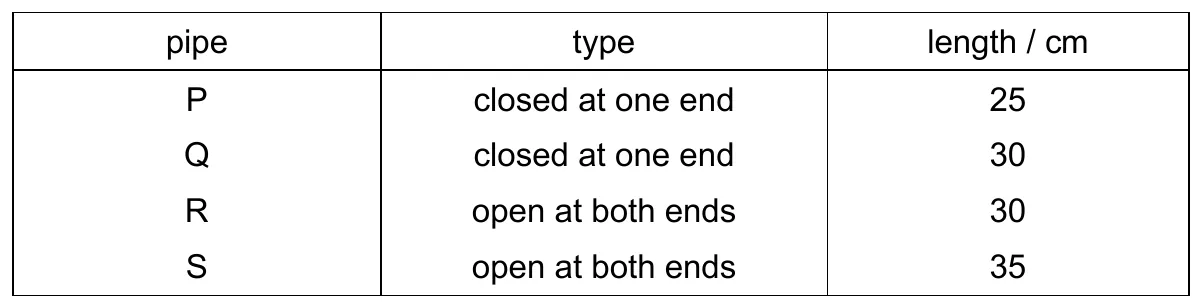 pipe type length / cm
P closed at one end 25
Q closed at one end 30
R open at both ends 30
S open at both ends 35